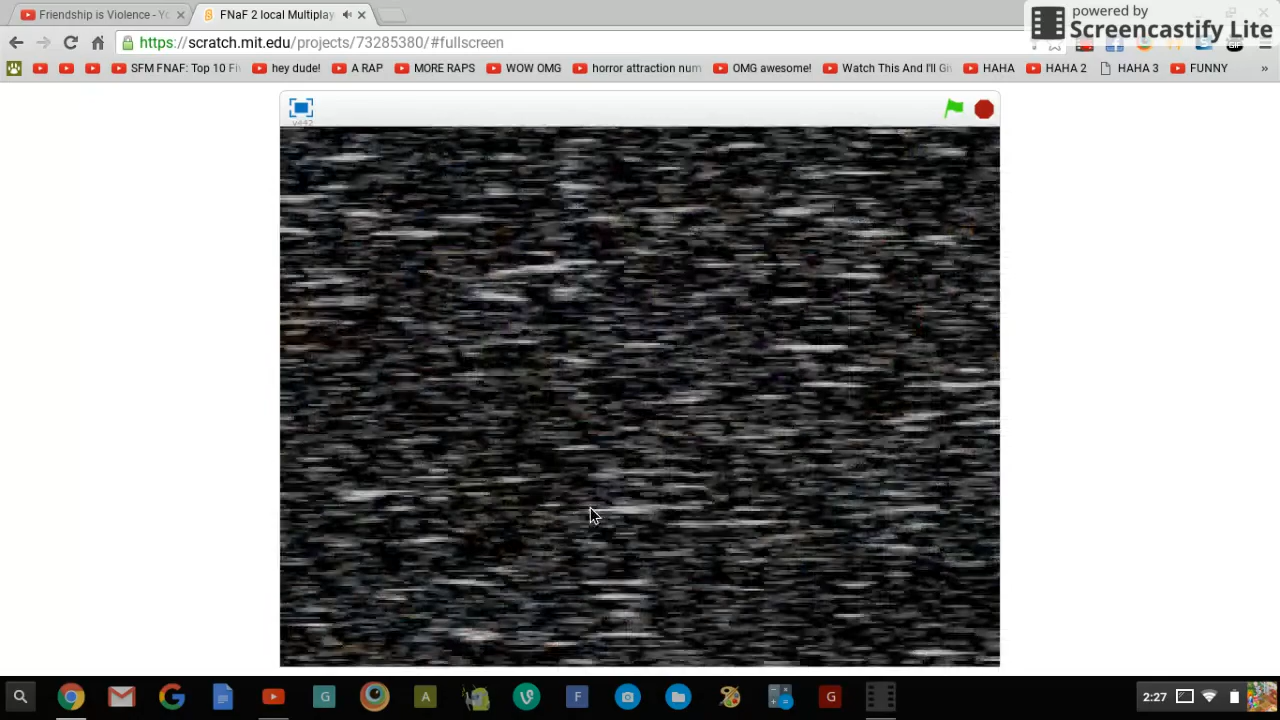 Friendship is Violence - Yo
FNaF 2 local Multiplay
powered by
Screencastify Lite
https://scratch.mit.edu/projects/73285380/#fullscreen
SFM FNAF: Top 10 Fi
hey dude!
MORE RAPS
WOW OMG
horror attraction num
OMG awesome!
Watch This And I'll Gi
HAHA
HAHA 2
HAHA 3
FUNNY
»
v442
2:27